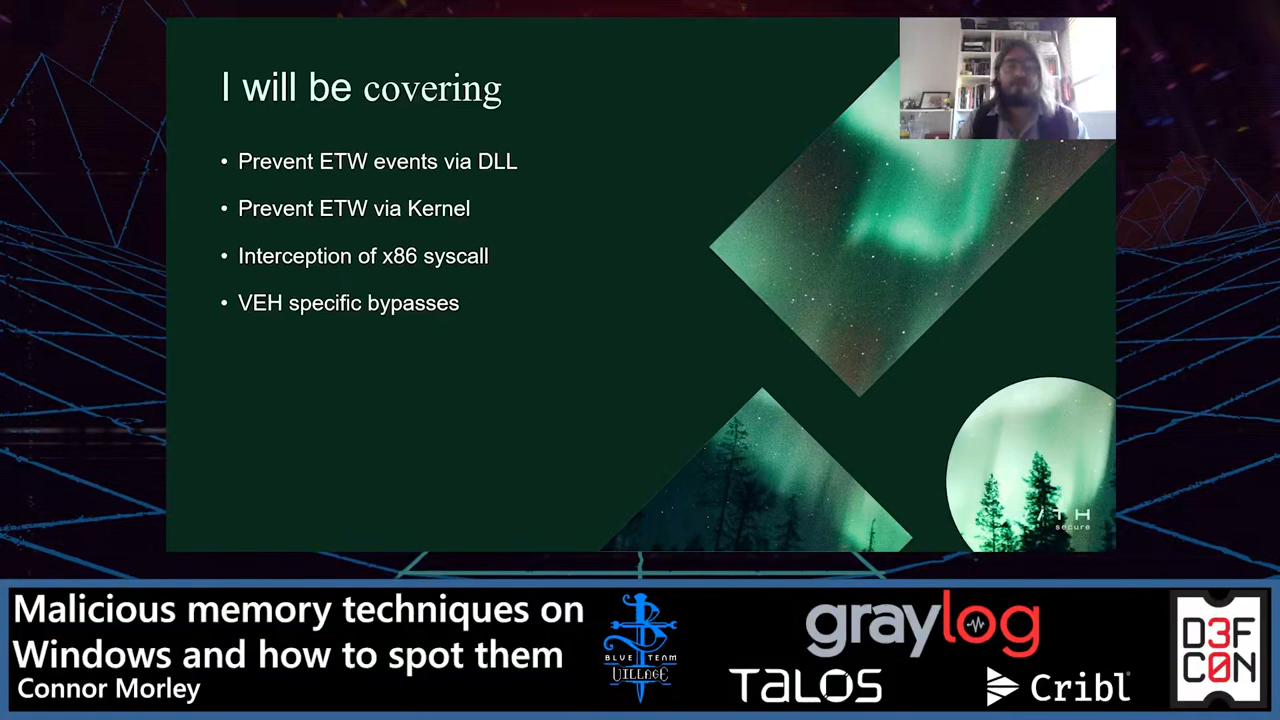 I will be covering
• Prevent ETW events via DLL
• Prevent ETW via Kernel
• Interception of x86 syscall
• VEH specific bypasses
/ T H
secure
Malicious memory techniques on
Windows and how to spot them
Connor Morley
BLUE TEAM
VILLAGE
graylog
TALOS
Cribl
D3F
C0N